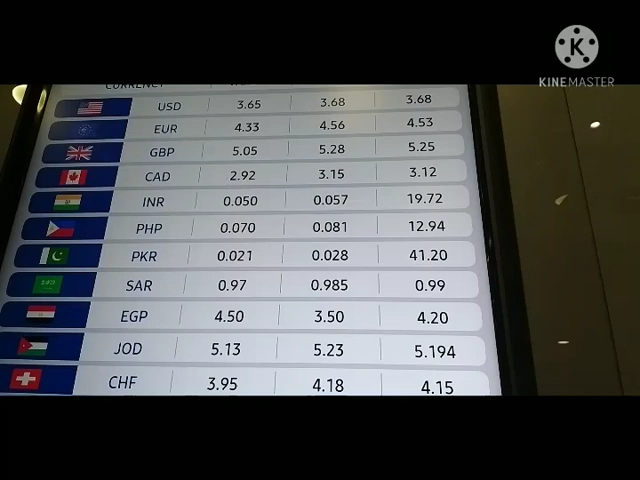 K
KINEMASTER
CURRENCY
USD 3.65 3.68 3.68
EUR 4.33 4.56 4.53
GBP 5.05 5.28 5.25
CAD 2.92 3.15 3.12
INR 0.050 0.057 19.72
PHP 0.070 0.081 12.94
PKR 0.021 0.028 41.20
SAR 0.97 0.985 0.99
EGP 4.50 3.50 4.20
JOD 5.13 5.23 5.194
CHF 3.95 4.18 4.15